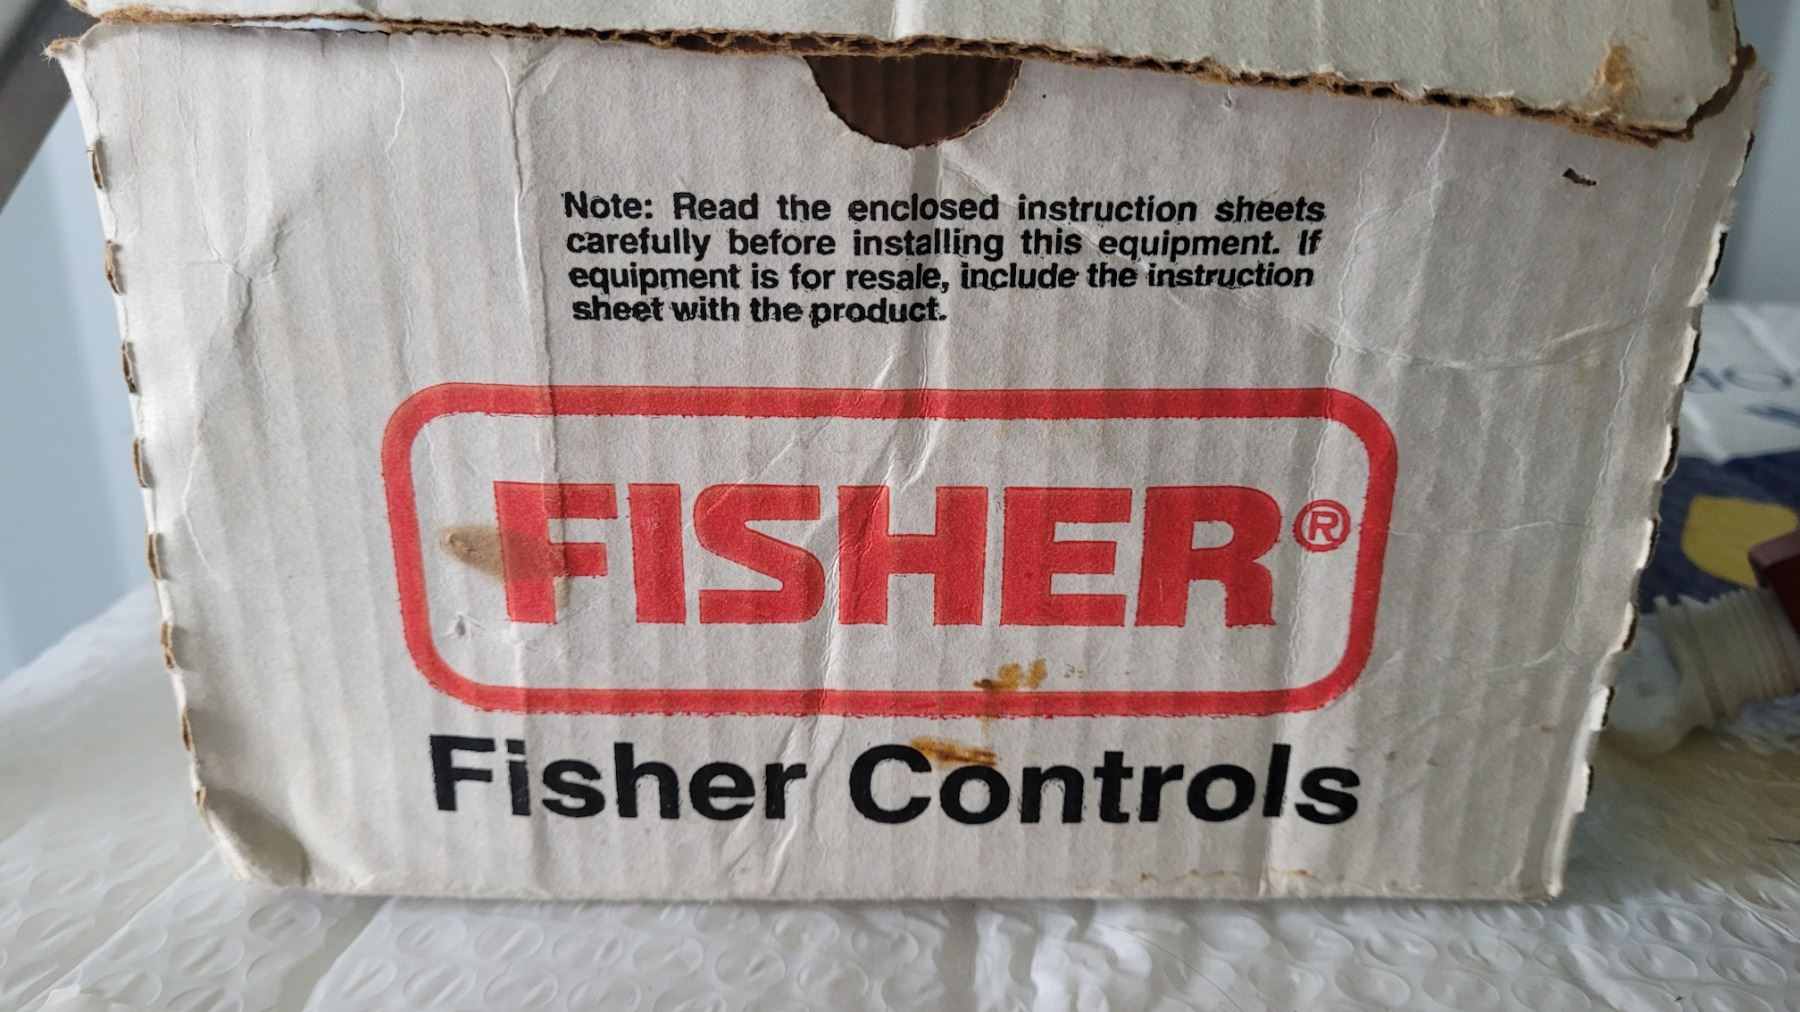 Note: Read the enclosed instruction sheets
carefully before installing this equipment. If
equipment is for resale, include the instruction
sheet with the product.
FISHER®
Fisher Controls